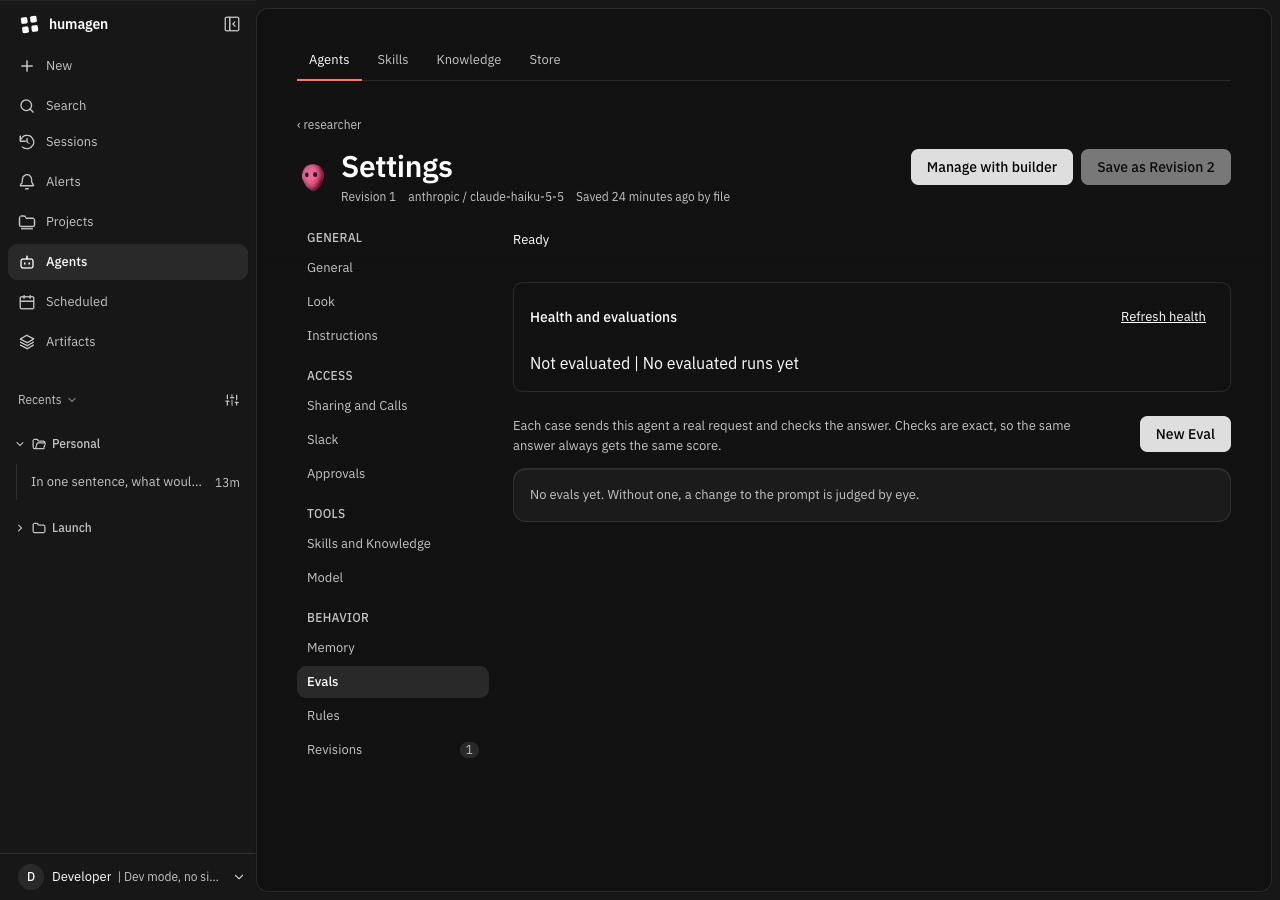 humagen
New
Search
Sessions
Alerts
Projects
Agents
Scheduled
Artifacts
Recents
Personal
In one sentence, what woul... 13m
Launch
D Developer | Dev mode, no si...
Agents Skills Knowledge Store
‹ researcher
Settings
Revision 1 anthropic / claude-haiku-5-5 Saved 24 minutes ago by file
Manage with builder Save as Revision 2
GENERAL
General
Look
Instructions
ACCESS
Sharing and Calls
Slack
Approvals
TOOLS
Skills and Knowledge
Model
BEHAVIOR
Memory
Evals
Rules
Revisions 1
Ready
Health and evaluations Refresh health
Not evaluated | No evaluated runs yet
Each case sends this agent a real request and checks the answer. Checks are exact, so the same
answer always gets the same score.
New Eval
No evals yet. Without one, a change to the prompt is judged by eye.